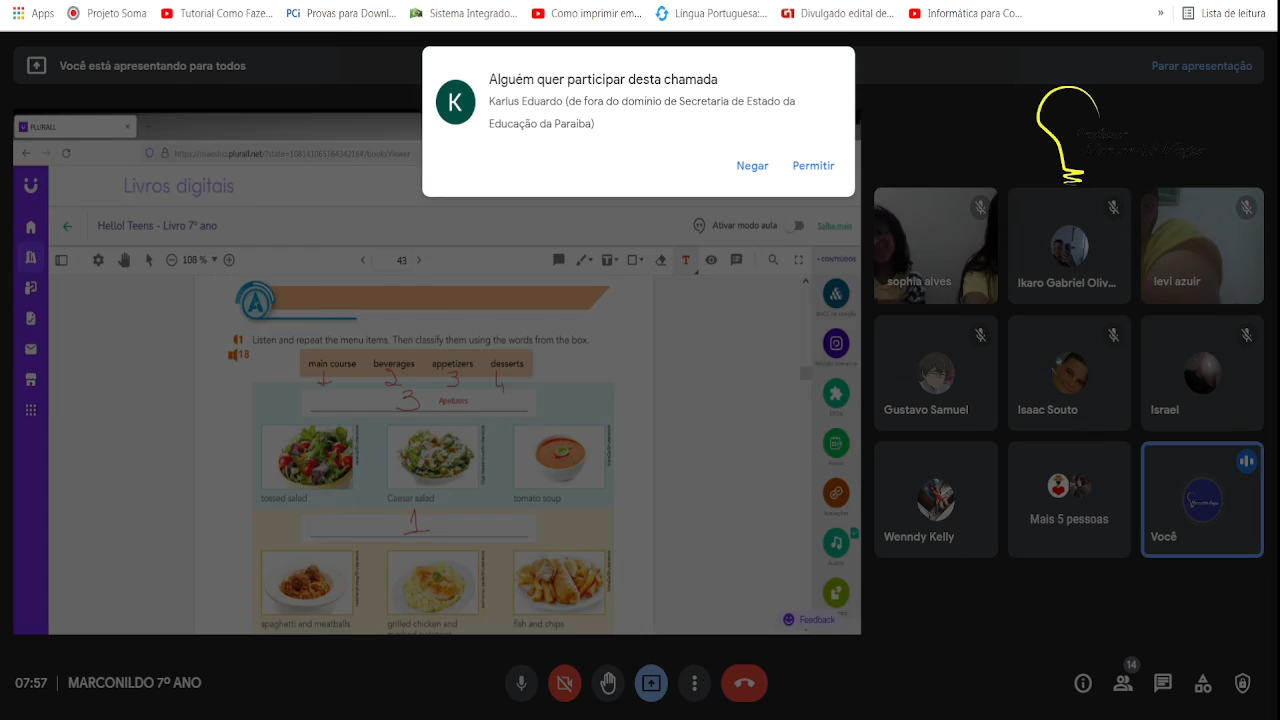 Apps
Projeto Soma
Tutorial Como Faze...
PCi Provas para Downl...
Sistema Integrado...
Como imprimir em...
Língua Portuguesa:...
G1 Divulgado edital de...
Informática para Co...
»
Lista de leitura
Você está apresentando para todos
Parar apresentação
Alguém quer participar desta chamada
K
Karlus Eduardo (de fora do domínio de Secretaria de Estado da
Educação da Paraíba)
Negar
Permitir
PLURALL
Livros digitais
Hello! Teens - Livro 7º ano
Ativar modo aula
Saiba mais
108 %
43
T
+ CONTEÚDOS
A
1 Listen and repeat the menu items. Then classify them using the words from the box.
18
main course beverages appetizers desserts
1 2 3 4
3
tossed salad
Caesar salad
tomato soup
1
spaghetti and meatballs
grilled chicken and
fish and chips
Feedback
sophia alves
Ikaro Gabriel Oliv...
levi azuir
Gustavo Samuel
Isaac Souto
Israel
Wenndy Kelly
Mais 5 pessoas
Você
07:57 | MARCONILDO 7º ANO
14